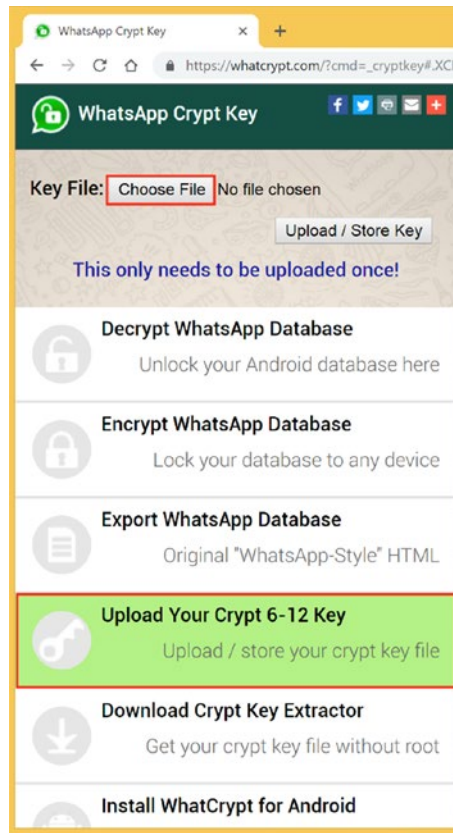 WhatsApp Crypt Key
https://whatcrypt.com/?cmd=_cryptkey#.XC
WhatsApp Crypt Key
Key File: Choose File No file chosen
Upload / Store Key
This only needs to be uploaded once!
Decrypt WhatsApp Database
Unlock your Android database here
Encrypt WhatsApp Database
Lock your database to any device
Export WhatsApp Database
Original "WhatsApp-Style" HTML
Upload Your Crypt 6-12 Key
Upload / store your crypt key file
Download Crypt Key Extractor
Get your crypt key file without root
Install WhatCrypt for Android